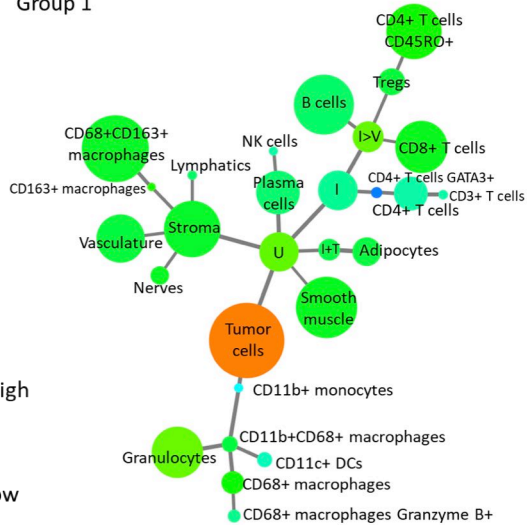 Group 1
CD4+ T cells
CD45RO+
Tregs
B cells
I>V
CD8+ T cells
CD68+CD163+
macrophages
NK cells
Lymphatics
CD163+ macrophages
Plasma
cells
I
CD4+ T cells GATA3+
CD3+ T cells
CD4+ T cells
Stroma
Vasculature
U
I+T
Adipocytes
Nerves
Smooth
muscle
Tumor
cells
igh
CD11b+ monocytes
CD11b+CD68+ macrophages
Granulocytes
CD11c+ DCs
CD68+ macrophages
ow
CD68+ macrophages Granzyme B+